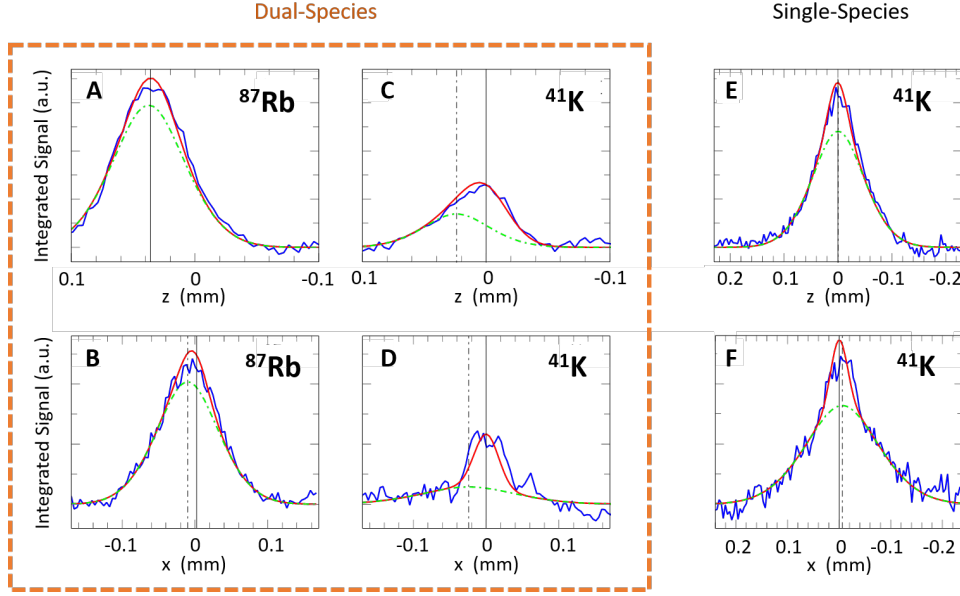 Dual-Species
Single-Species
A
⁸⁷Rb
C
⁴¹K
E
⁴¹K
Integrated Signal (a.u.)
0.1 0 -0.1
z (mm)
0.1 0 -0.1
z (mm)
0.2 0.1 0 -0.1 -0.2
z (mm)
B
⁸⁷Rb
D
⁴¹K
F
⁴¹K
Integrated Signal (a.u.)
-0.1 0 0.1
x (mm)
-0.1 0 0.1
x (mm)
0.2 0.1 0 -0.1 -0.2
x (mm)